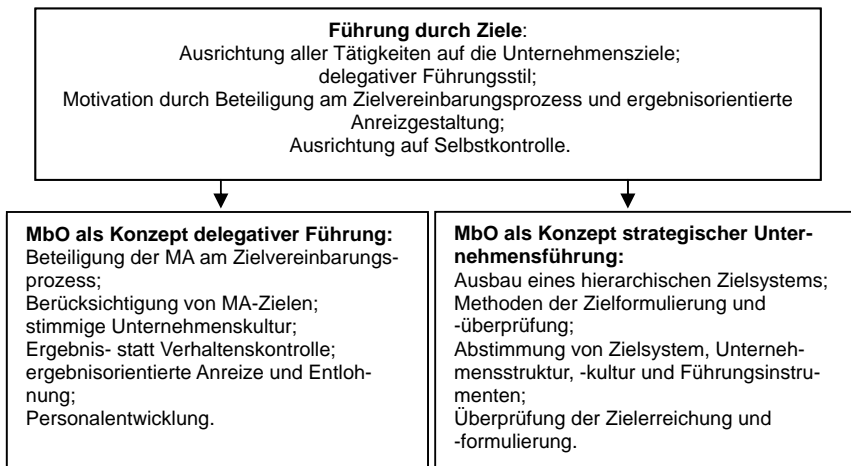 Führung durch Ziele:
Ausrichtung aller Tätigkeiten auf die Unternehmensziele;
delegativer Führungsstil;
Motivation durch Beteiligung am Zielvereinbarungsprozess und ergebnisorientierte
Anreizgestaltung;
Ausrichtung auf Selbstkontrolle.
MbO als Konzept delegativer Führung:
Beteiligung der MA am Zielvereinbarungs-
prozess;
Berücksichtigung von MA-Zielen;
stimmige Unternehmenskultur;
Ergebnis- statt Verhaltenskontrolle;
ergebnisorientierte Anreize und Entloh-
nung;
Personalentwicklung.
MbO als Konzept strategischer Unter-
nehmensführung:
Ausbau eines hierarchischen Zielsystems;
Methoden der Zielformulierung und
-überprüfung;
Abstimmung von Zielsystem, Unterneh-
mensstruktur, -kultur und Führungsinstru-
menten;
Überprüfung der Zielerreichung und
-formulierung.